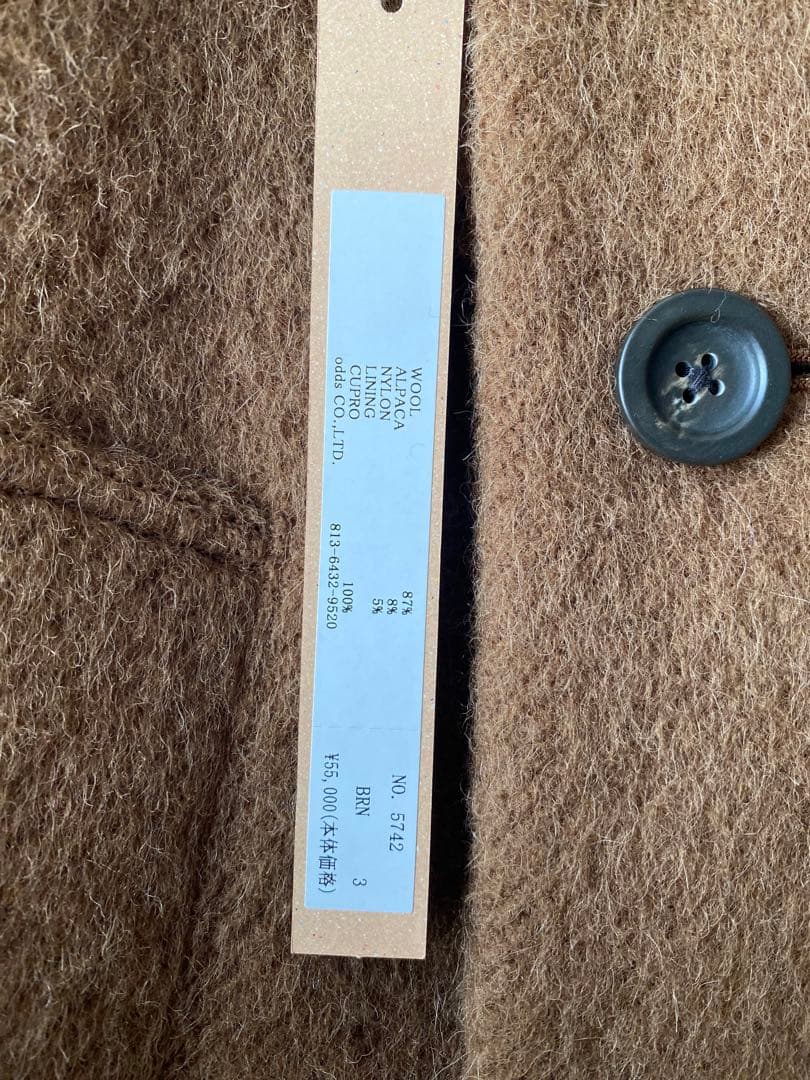 WOOL 87%
ALPACA 8%
NYLON 5%
LINING
CUPRO 100%
odds CO.,LTD. 813-6432-9520
NO. 5742
BRN 3
¥55,000(本体価格)